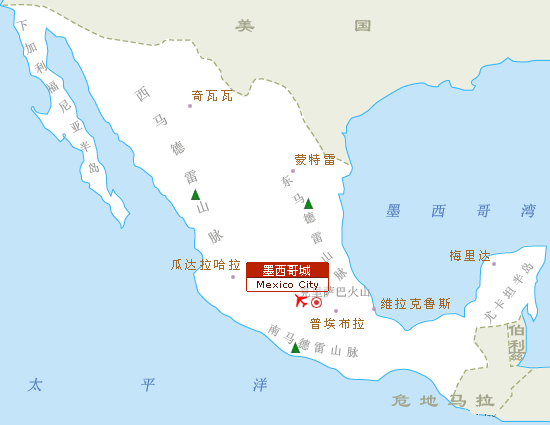 美国
下加利福尼亚半岛
西马德雷山脉
奇瓦瓦
蒙特雷
东马德雷山脉
墨西哥湾
瓜达拉哈拉
墨西哥城
Mexico City
梅里达
尤卡坦半岛
萨巴火山
维拉克鲁斯
普埃布拉
南马德雷山脉
伯利兹
太平洋
危地马拉